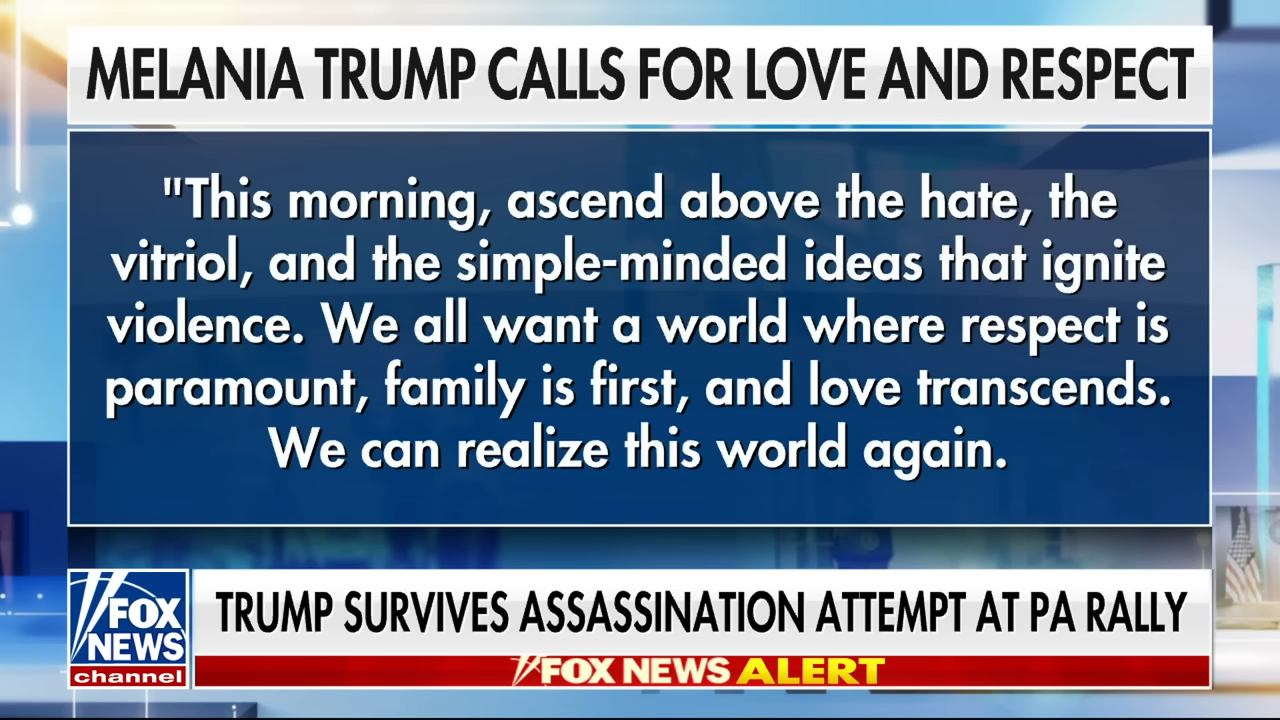 MELANIA TRUMP CALLS FOR LOVE AND RESPECT
"This morning, ascend above the hate, the
vitriol, and the simple-minded ideas that ignite
violence. We all want a world where respect is
paramount, family is first, and love transcends.
We can realize this world again.
FOX
NEWS
channel
TRUMP SURVIVES ASSASSINATION ATTEMPT AT PA RALLY
FOX NEWS ALERT